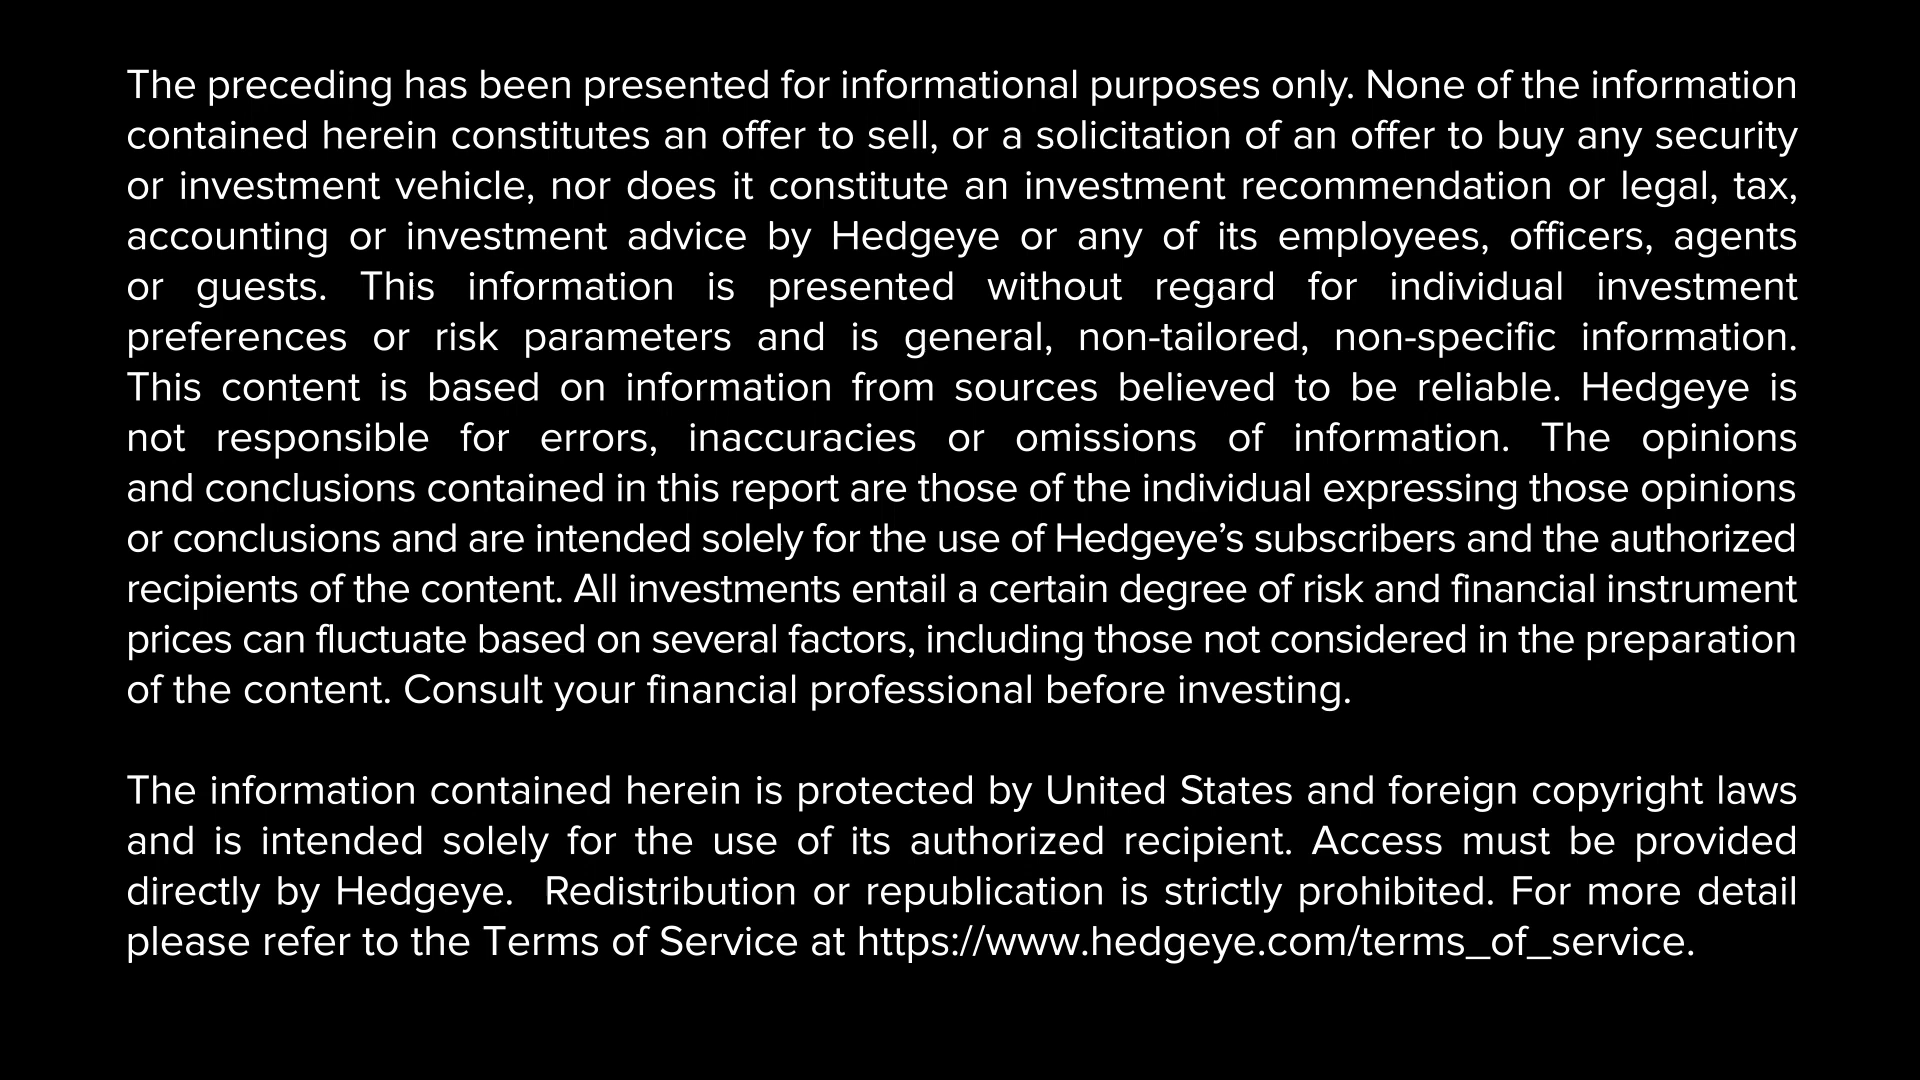 The preceding has been presented for informational purposes only. None of the information
contained herein constitutes an offer to sell, or a solicitation of an offer to buy any security
or investment vehicle, nor does it constitute an investment recommendation or legal, tax,
accounting or investment advice by Hedgeye or any of its employees, officers, agents
or guests. This information is presented without regard for individual investment
preferences or risk parameters and is general, non-tailored, non-specific information.
This content is based on information from sources believed to be reliable. Hedgeye is
not responsible for errors, inaccuracies or omissions of information. The opinions
and conclusions contained in this report are those of the individual expressing those opinions
or conclusions and are intended solely for the use of Hedgeye’s subscribers and the authorized
recipients of the content. All investments entail a certain degree of risk and financial instrument
prices can fluctuate based on several factors, including those not considered in the preparation
of the content. Consult your financial professional before investing.
The information contained herein is protected by United States and foreign copyright laws
and is intended solely for the use of its authorized recipient. Access must be provided
directly by Hedgeye.  Redistribution or republication is strictly prohibited. For more detail
please refer to the Terms of Service at https://www.hedgeye.com/terms_of_service.